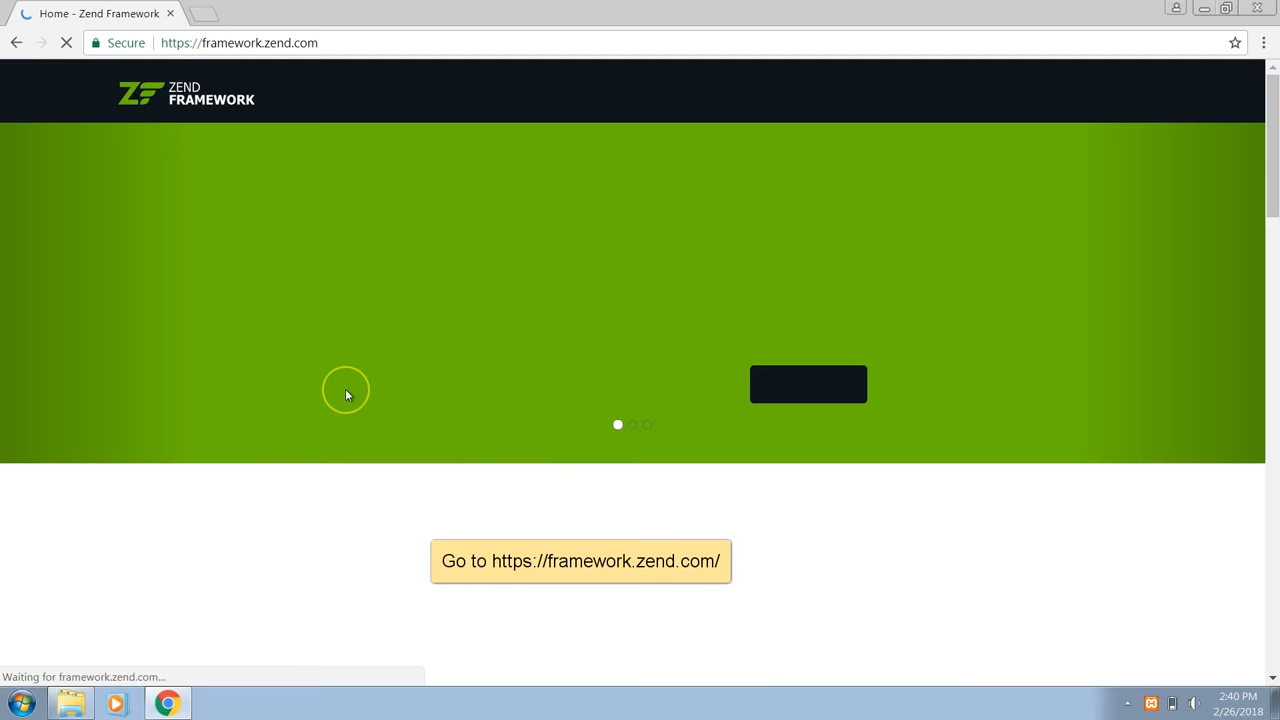 Home - Zend Framework
Secure
https://framework.zend.com
ZF
ZEND
FRAMEWORK
Go to https://framework.zend.com/
Waiting for framework.zend.com...
2:40 PM
2/26/2018